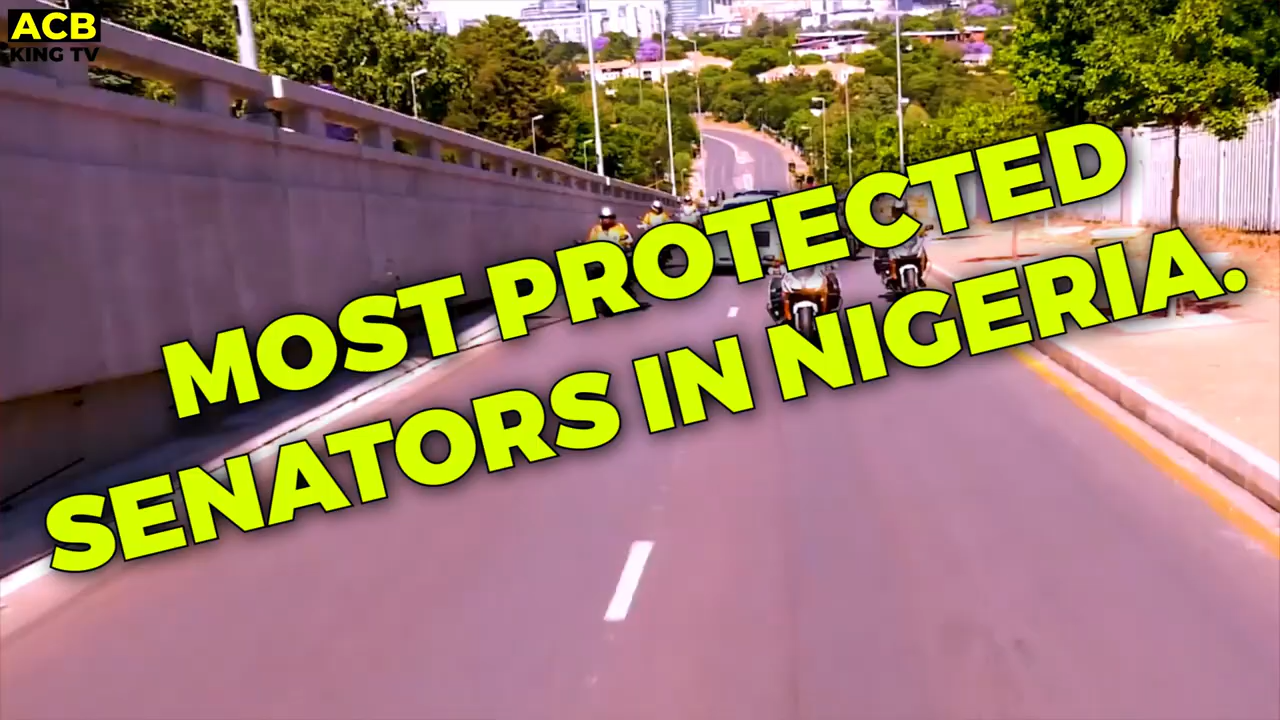 ACB
KING TV
MOST PROTECTED
SENATORS IN NIGERIA.